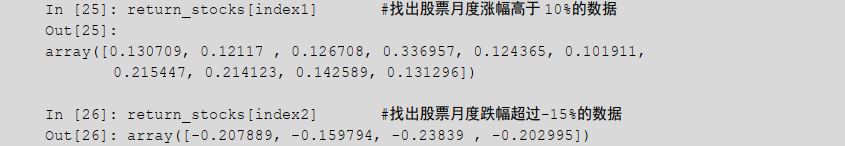 In [25]: return_stocks[index1] #找出股票月度涨幅高于 10%的数据
Out[25]:
array([0.130709, 0.12117 , 0.126708, 0.336957, 0.124365, 0.101911,
0.215447, 0.214123, 0.142589, 0.131296])
In [26]: return_stocks[index2] #找出股票月度跌幅超过-15%的数据
Out[26]: array([-0.207889, -0.159794, -0.23839 , -0.202995])